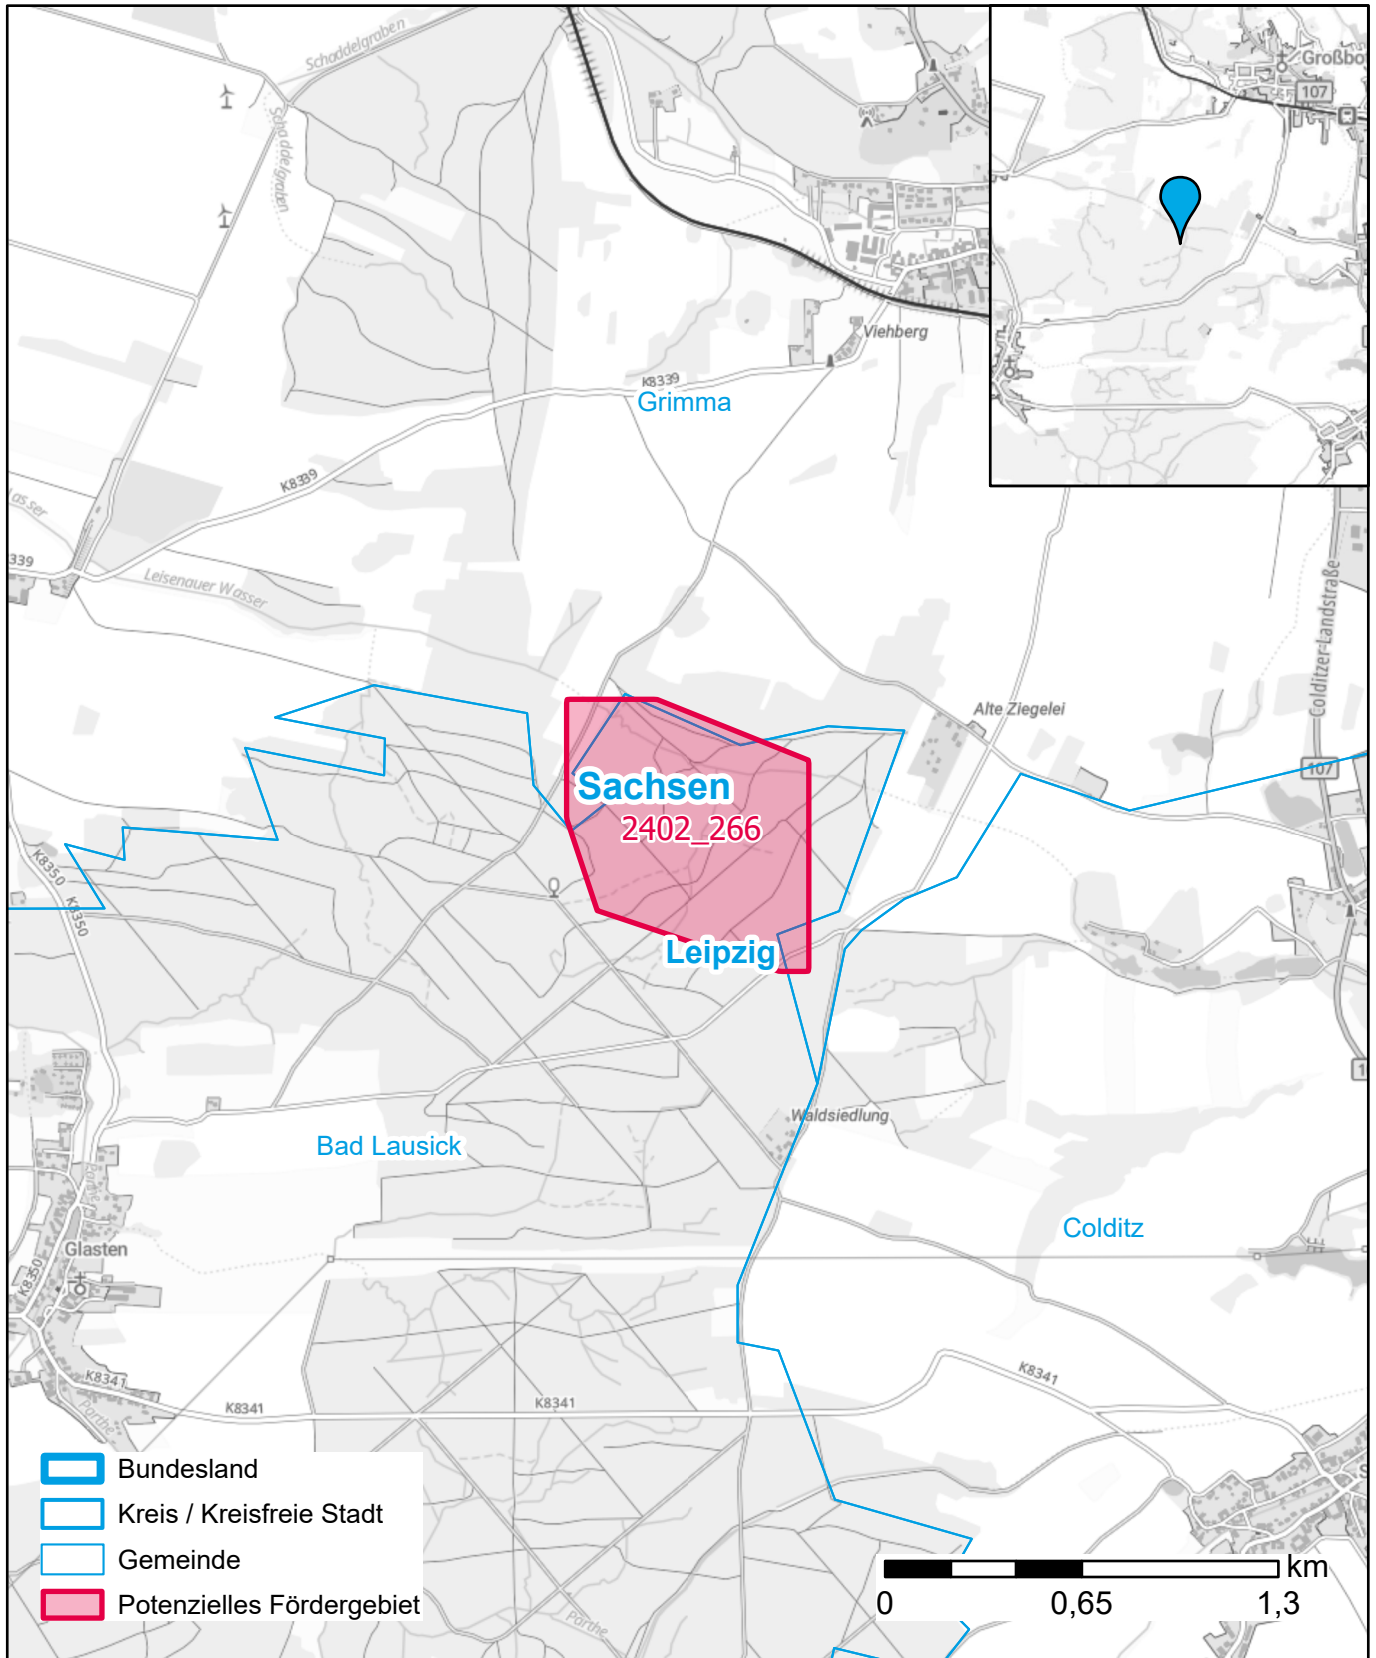 Schaddelgraben
Schaddelgraben
Großbo
107
Viehberg
K8339
Grimma
K8339
339
Leisenauer Wasser
Colditzer-Landstraße
Alte Ziegelei
107
Sachsen
2402_266
K8350
K8350
Leipzig
1
Waldsiedlung
Bad Lausick
Parthe
Colditz
Glasten
K8350
K8341
K8341
K8341
K8341
Parthe
S
Bundesland
Kreis / Kreisfreie Stadt
Gemeinde
Potenzielles Fördergebiet
Parthe
km
0 0,65 1,3